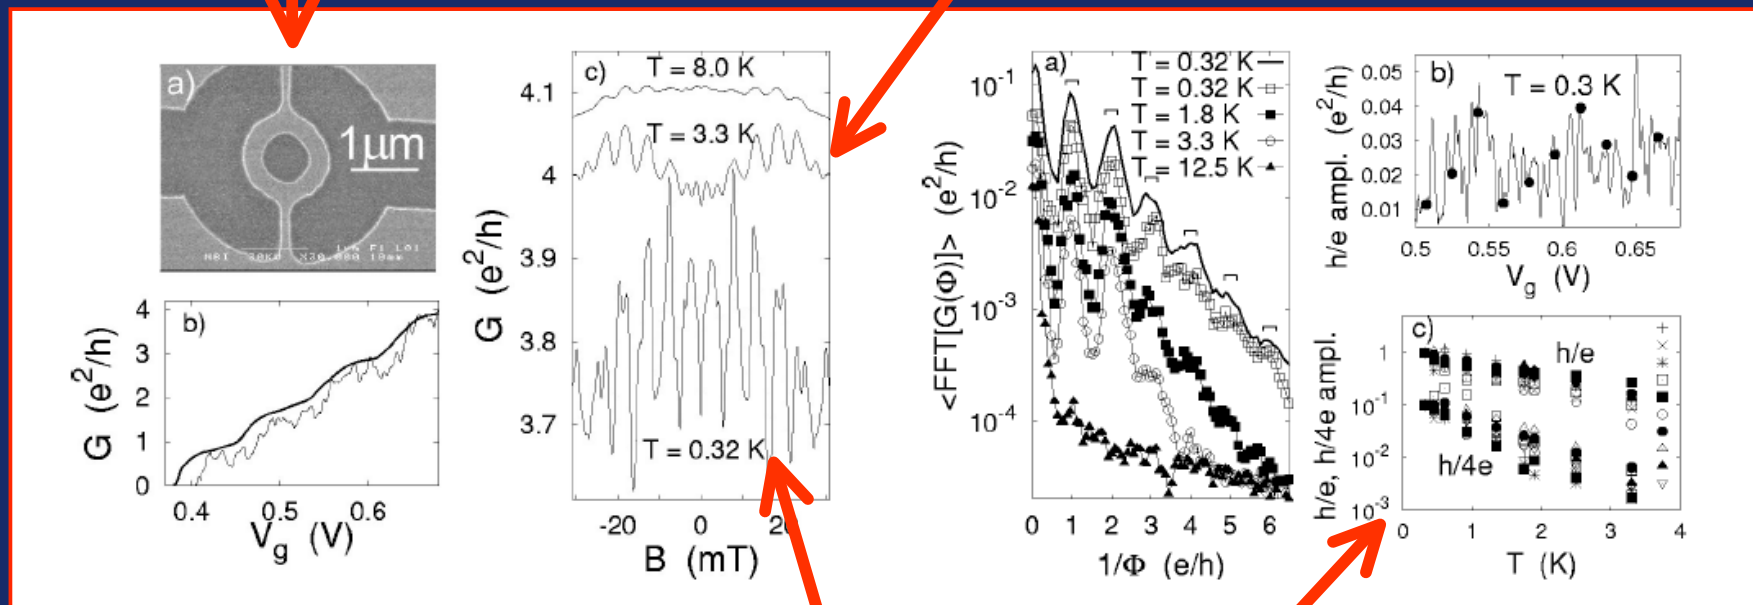 a)
1μm
NBI 30KV X30,000 10mm
b)
G (e²/h)
4
3
2
1
0
0.4 0.5 0.6
V_g (V)
c)
T = 8.0 K
T = 3.3 K
T = 0.32 K
G (e²/h)
4.1
4
3.9
3.8
3.7
-20 0 20
B (mT)
a)
T = 0.32 K
T = 0.32 K
T = 1.8 K
T = 3.3 K
T = 12.5 K
<FFT[G(Φ)]> (e²/h)
10⁻¹
10⁻²
10⁻³
10⁻⁴
0 1 2 3 4 5 6
1/Φ (e/h)
b)
T = 0.3 K
h/e ampl. (e²/h)
0.05
0.04
0.03
0.02
0.01
0.5 0.55 0.6 0.65
V_g (V)
c)
h/e
h/4e
h/e, h/4e ampl.
1
10⁻¹
10⁻²
10⁻³
0 1 2 3 4
T (K)